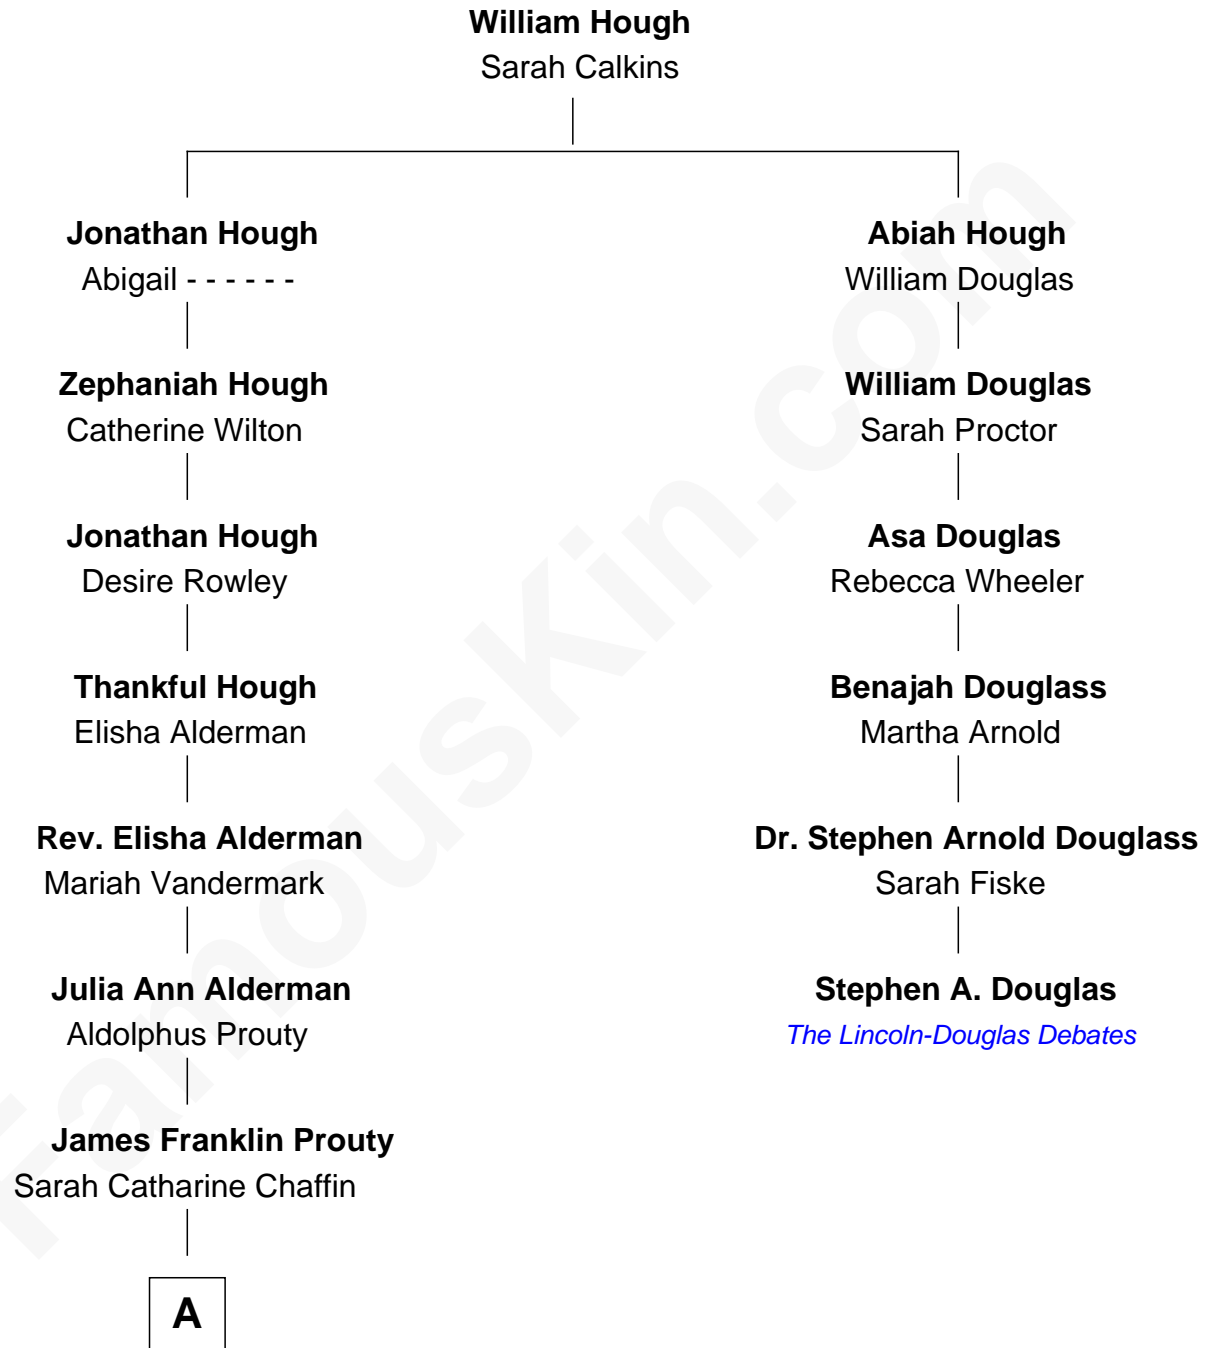 William Hough
Sarah Calkins
Jonathan Hough
Abigail - - - - - -
Zephaniah Hough
Catherine Wilton
Jonathan Hough
Desire Rowley
Thankful Hough
Elisha Alderman
Rev. Elisha Alderman
Mariah Vandermark
Julia Ann Alderman
Aldolphus Prouty
James Franklin Prouty
Sarah Catharine Chaffin
A
Abiah Hough
William Douglas
William Douglas
Sarah Proctor
Asa Douglas
Rebecca Wheeler
Benajah Douglass
Martha Arnold
Dr. Stephen Arnold Douglass
Sarah Fiske
Stephen A. Douglas
The Lincoln-Douglas Debates
FamousKin.com